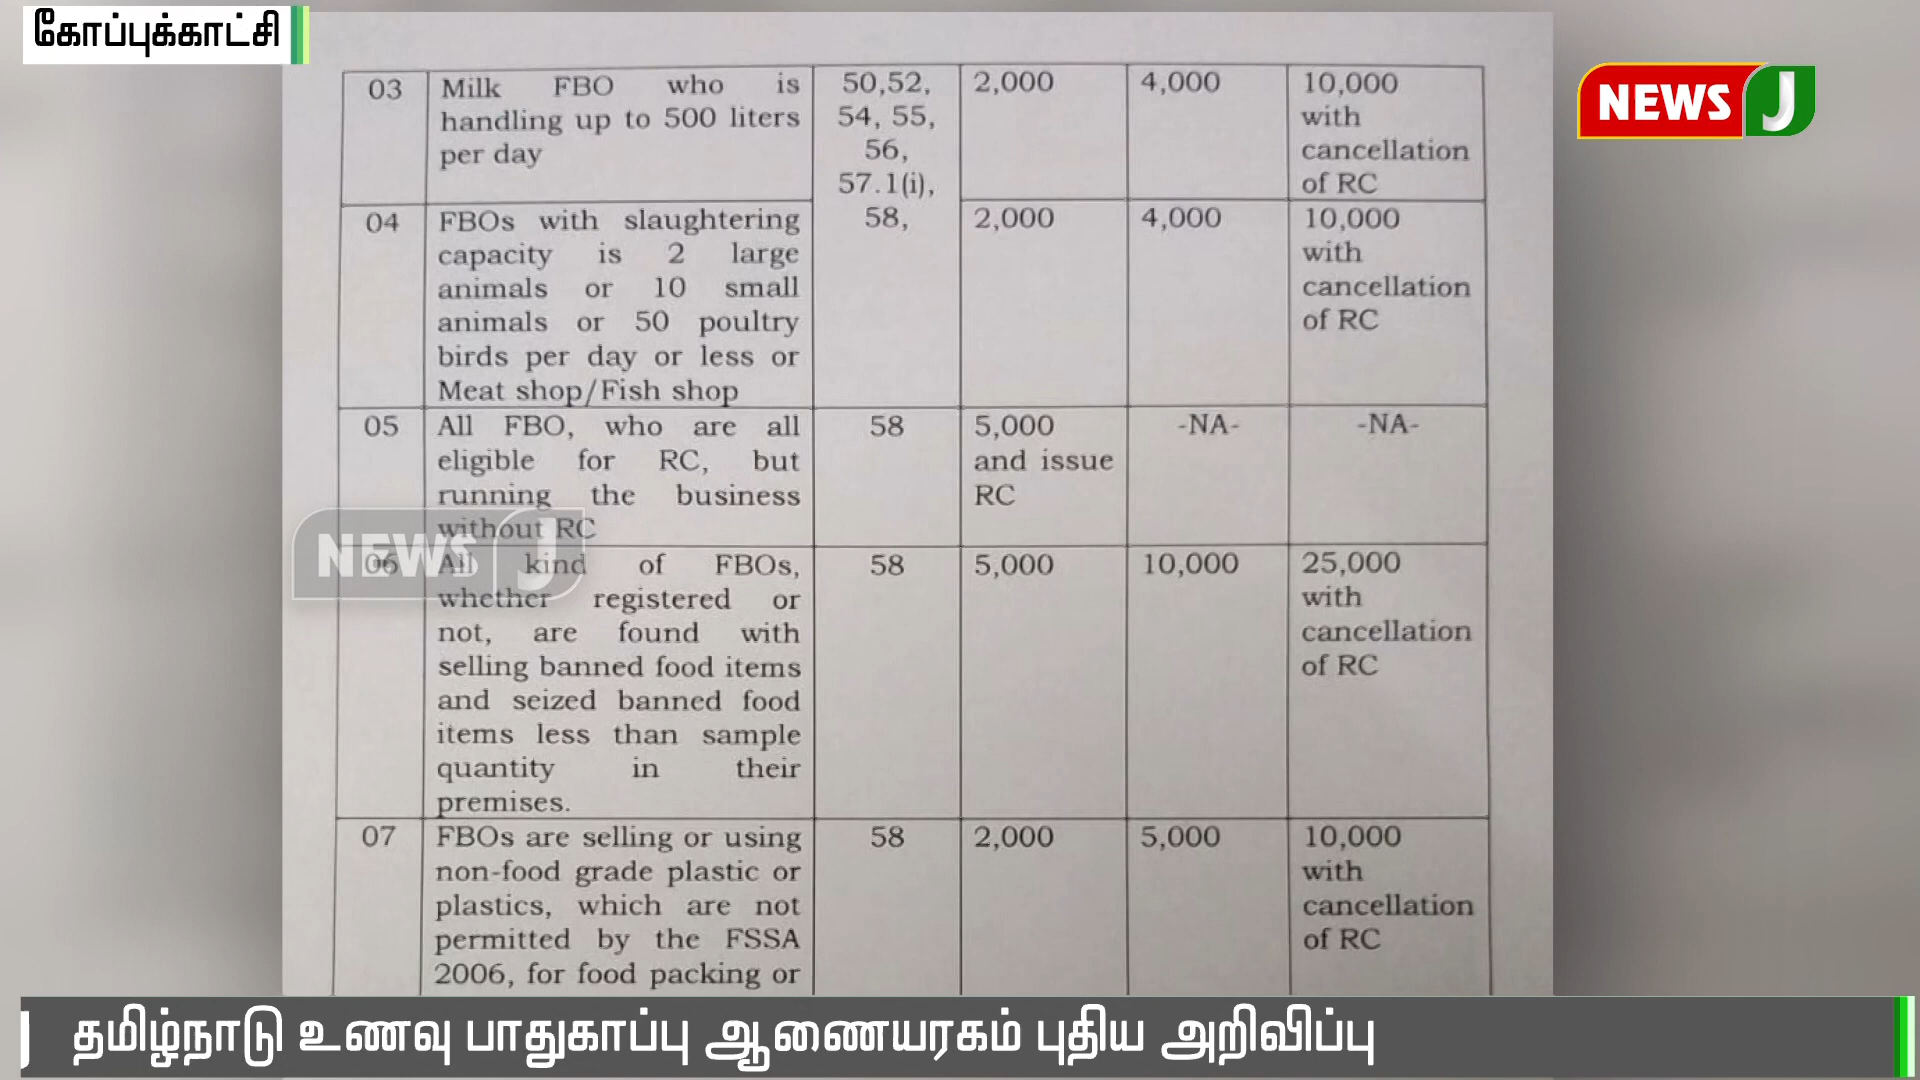 கோப்புக்காட்சி
NEWS J
03 Milk FBO who is handling up to 500 liters per day 50,52, 54, 55, 56, 57.1(i), 58, 2,000 4,000 10,000 with cancellation of RC
04 FBOs with slaughtering capacity is 2 large animals or 10 small animals or 50 poultry birds per day or less or Meat shop/Fish shop 2,000 4,000 10,000 with cancellation of RC
05 All FBO, who are all eligible for RC, but running the business without RC 58 5,000 and issue RC -NA- -NA-
NEWS J
06 All kind of FBOs, whether registered or not, are found with selling banned food items and seized banned food items less than sample quantity in their premises. 58 5,000 10,000 25,000 with cancellation of RC
07 FBOs are selling or using non-food grade plastic or plastics, which are not permitted by the FSSA 2006, for food packing or 58 2,000 5,000 10,000 with cancellation of RC
தமிழ்நாடு உணவு பாதுகாப்பு ஆணையரகம் புதிய அறிவிப்பு